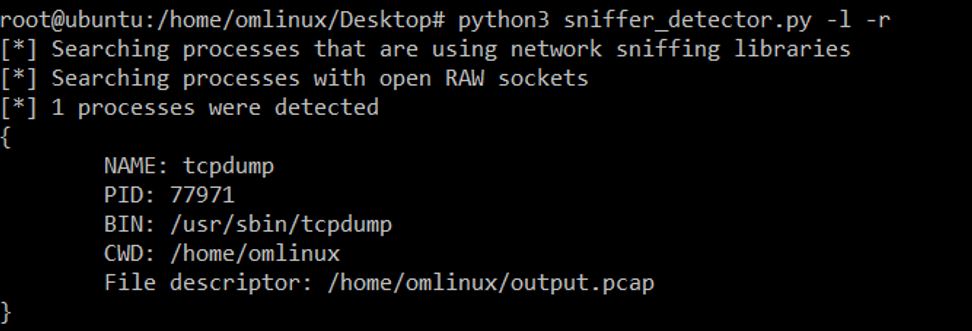 root@ubuntu:/home/omlinux/Desktop# python3 sniffer_detector.py -l -r
[*] Searching processes that are using network sniffing libraries
[*] Searching processes with open RAW sockets
[*] 1 processes were detected
{
        NAME: tcpdump
        PID: 77971
        BIN: /usr/sbin/tcpdump
        CWD: /home/omlinux
        File descriptor: /home/omlinux/output.pcap
}